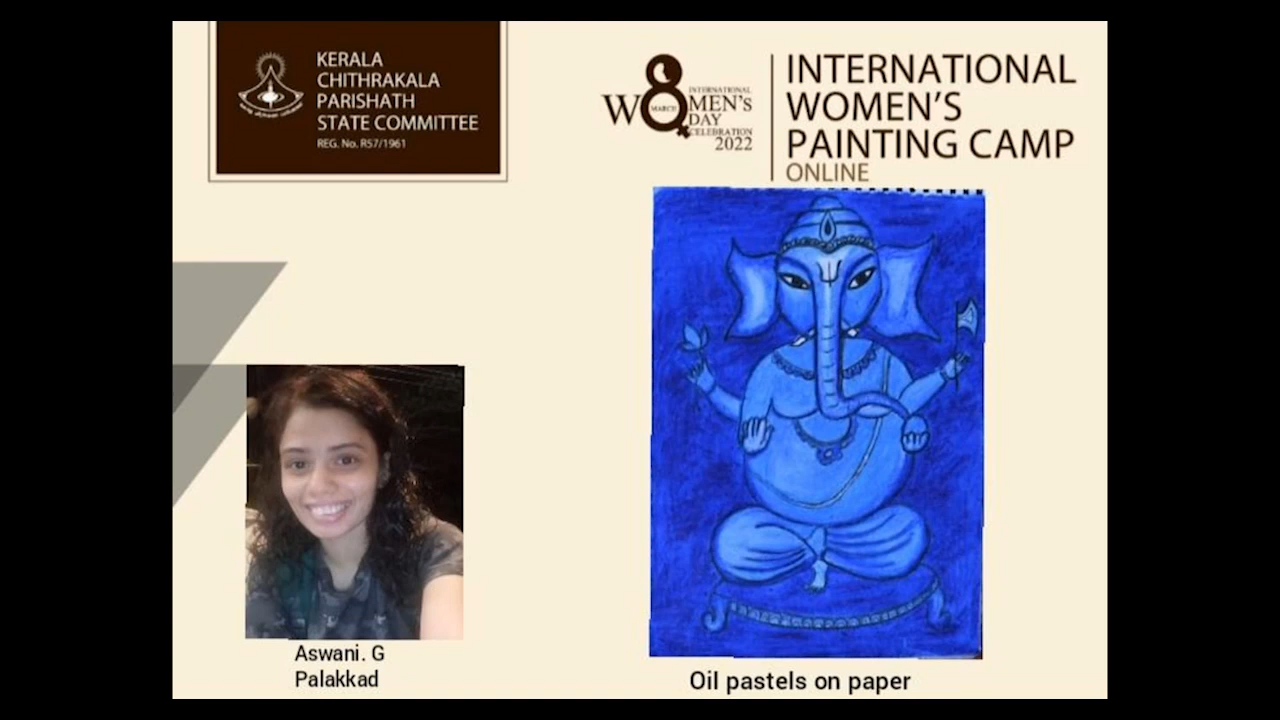 KERALA
CHITHRAKALA
PARISHATH
STATE COMMITTEE
REG. No. R57/1961
INTERNATIONAL
WOMEN's
MARCH
DAY
CELEBRATION
2022
INTERNATIONAL
WOMEN'S
PAINTING CAMP
ONLINE
Aswani. G
Palakkad
Oil pastels on paper